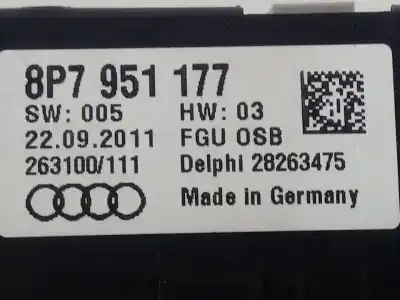 8P7 951 177
SW: 005 HW: 03
22.09.2011 FGU OSB
263100/111 Delphi 28263475
Made in Germany